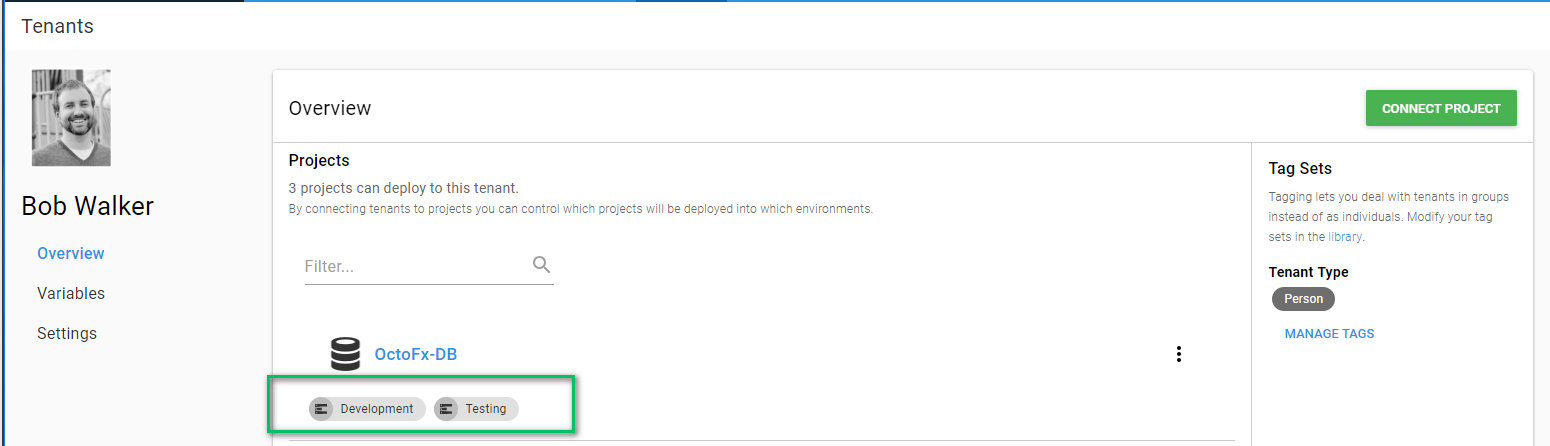 Tenants
Bob Walker
Overview
Variables
Settings
Overview
CONNECT PROJECT
Projects
3 projects can deploy to this tenant.
By connecting tenants to projects you can control which projects will be deployed into which environments.
Filter...
OctoFx-DB
Development
Testing
Tag Sets
Tagging lets you deal with tenants in groups
instead of as individuals. Modify your tag
sets in the library.
Tenant Type
Person
MANAGE TAGS